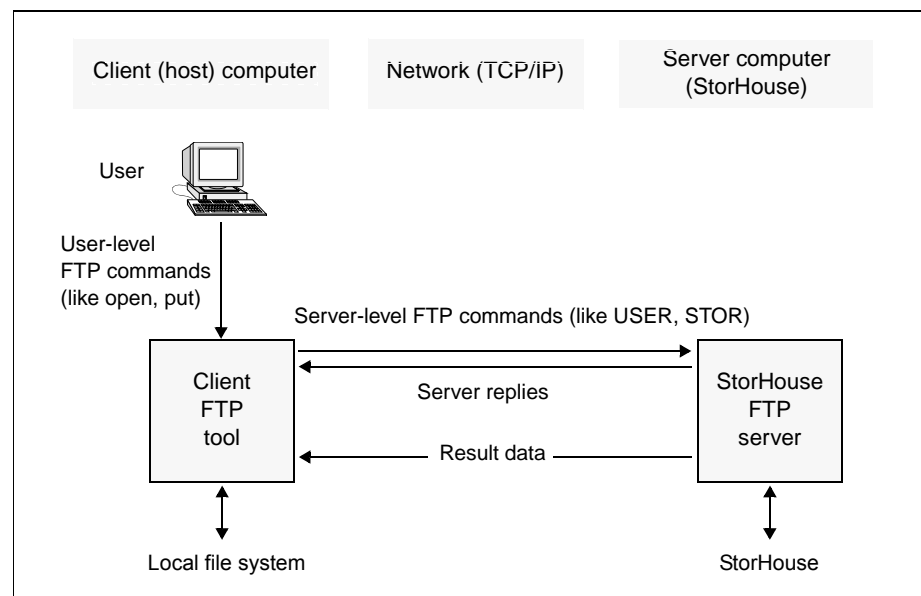 Client (host) computer
Network (TCP/IP)
Server computer
(StorHouse)
User
User-level
FTP commands
(like open, put)
Server-level FTP commands (like USER, STOR)
Client
FTP
tool
Server replies
StorHouse
FTP
server
Result data
Local file system
StorHouse